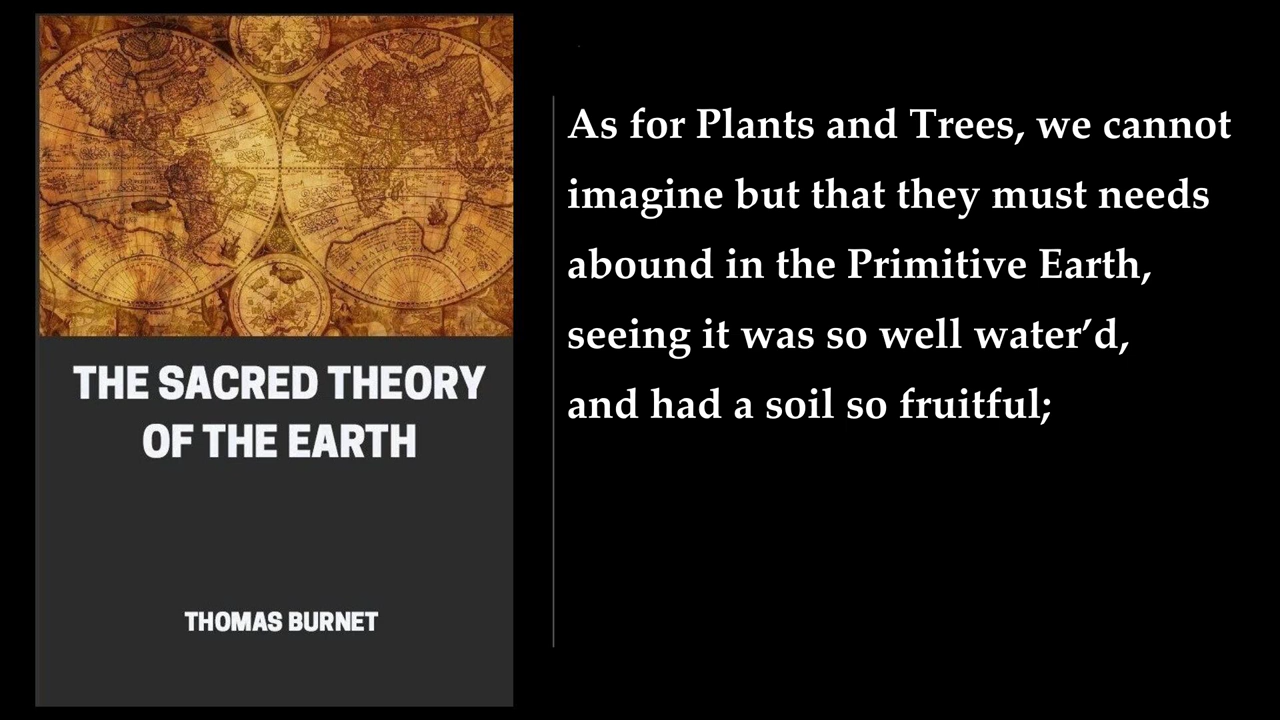 THE SACRED THEORY
OF THE EARTH
THOMAS BURNET
As for Plants and Trees, we cannot
imagine but that they must needs
abound in the Primitive Earth,
seeing it was so well water’d,
and had a soil so fruitful;